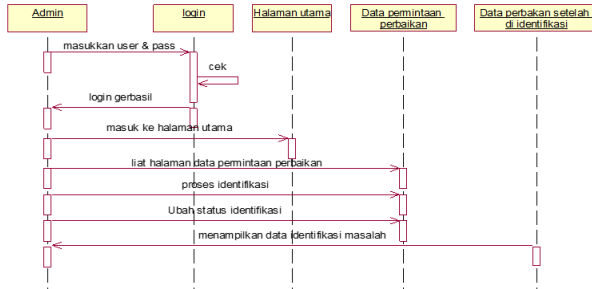 Admin
login
Halaman utama
Data permintaan
perbaikan
Data perbakan setelah
di identifikasi
masukkan user & pass
cek
login gerbasil
masuk ke halaman utama
liat halaman data permintaan perbaikan
proses identifikasi
Ubah status identifikasi
menampilkan data identifikasi masalah